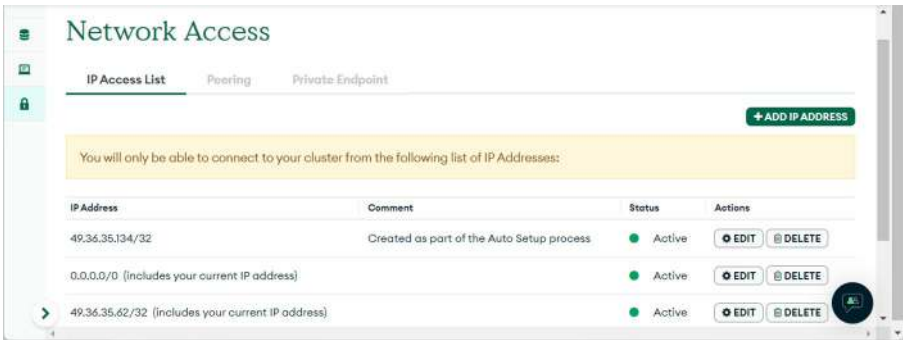 Network Access
IP Access List Peering Private Endpoint
+ ADD IP ADDRESS
You will only be able to connect to your cluster from the following list of IP Addresses:
IP Address Comment Status Actions
49.36.35.134/32 Created as part of the Auto Setup process Active EDIT DELETE
0.0.0.0/0 (includes your current IP address) Active EDIT DELETE
49.36.35.62/32 (includes your current IP address) Active EDIT DELETE